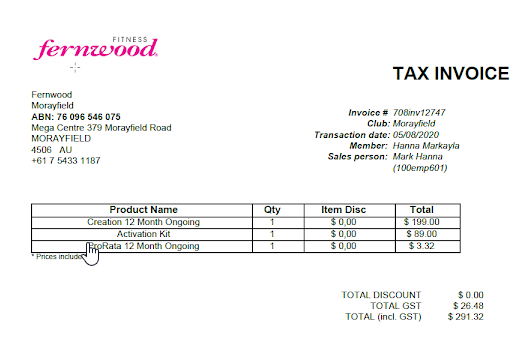 fernwood
FITNESS
TAX INVOICE
Fernwood
Morayfield
ABN: 76 096 546 075
Mega Centre 379 Morayfield Road
MORAYFIELD
4506 AU
+61 7 5433 1187
Invoice # 708inv12747
Club: Morayfield
Transaction date: 05/08/2020
Member: Hanna Markayla
Sales person: Mark Hanna
(100emp601)
Product Name Qty Item Disc Total
Creation 12 Month Ongoing 1 $ 0,00 $ 199.00
Activation Kit 1 $ 0,00 $ 89.00
ProRata 12 Month Ongoing 1 $ 0,00 $ 3.32
* Prices include
TOTAL DISCOUNT $ 0.00
TOTAL GST $ 26.48
TOTAL (incl. GST) $ 291.32